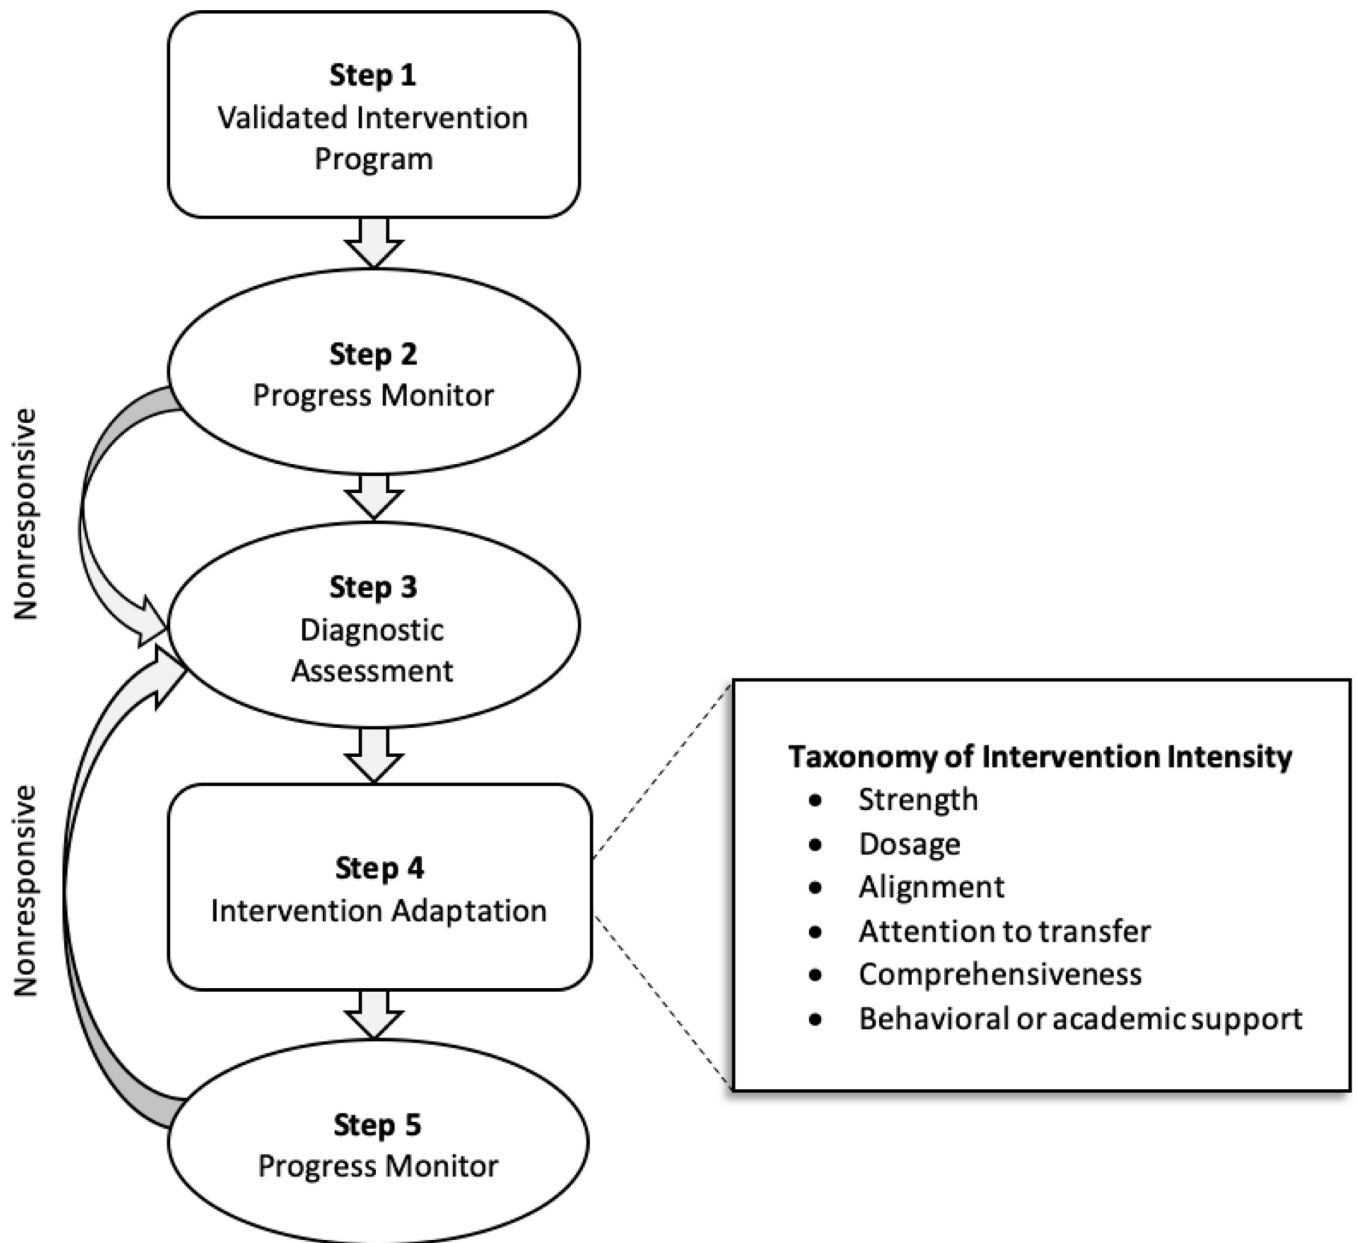 Step 1
Validated Intervention
Program
Step 2
Progress Monitor
Nonresponsive
Step 3
Diagnostic
Assessment
Nonresponsive
Step 4
Intervention Adaptation
Step 5
Progress Monitor
Taxonomy of Intervention Intensity
• Strength
• Dosage
• Alignment
• Attention to transfer
• Comprehensiveness
• Behavioral or academic support